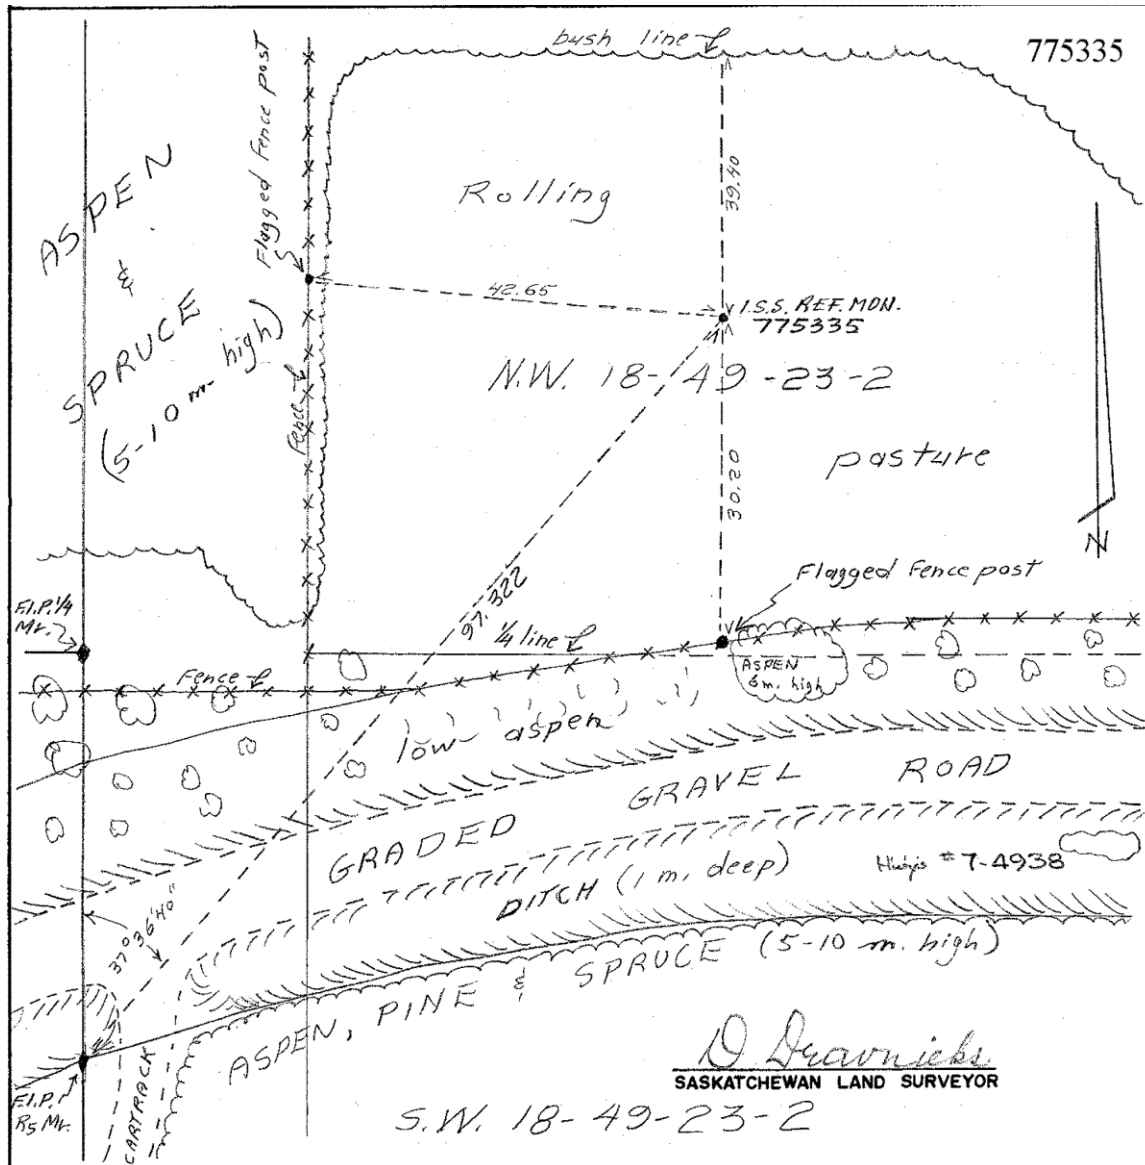 775335
bush line
Flagged Fence post
ASPEN
&
SPRUCE
(5-10 m. high)
Rolling
39.40
42.65
I.S.S. REF. MON.
775335
N.W. 18-49-23-2
Fence
pasture
30.20
N
97.322
Flagged Fence post
F.I.P. 1/4
Mr.
1/4 line
ASPEN
6 m. high
Fence
low aspen
GRADED GRAVEL ROAD
DITCH (1 m. deep)
# 7-4938
37° 36' 40"
ASPEN, PINE & SPRUCE (5-10 m. high)
CARTRACK
F.I.P.
Rs Mr.
D. Dravnieks
SASKATCHEWAN LAND SURVEYOR
S.W. 18-49-23-2